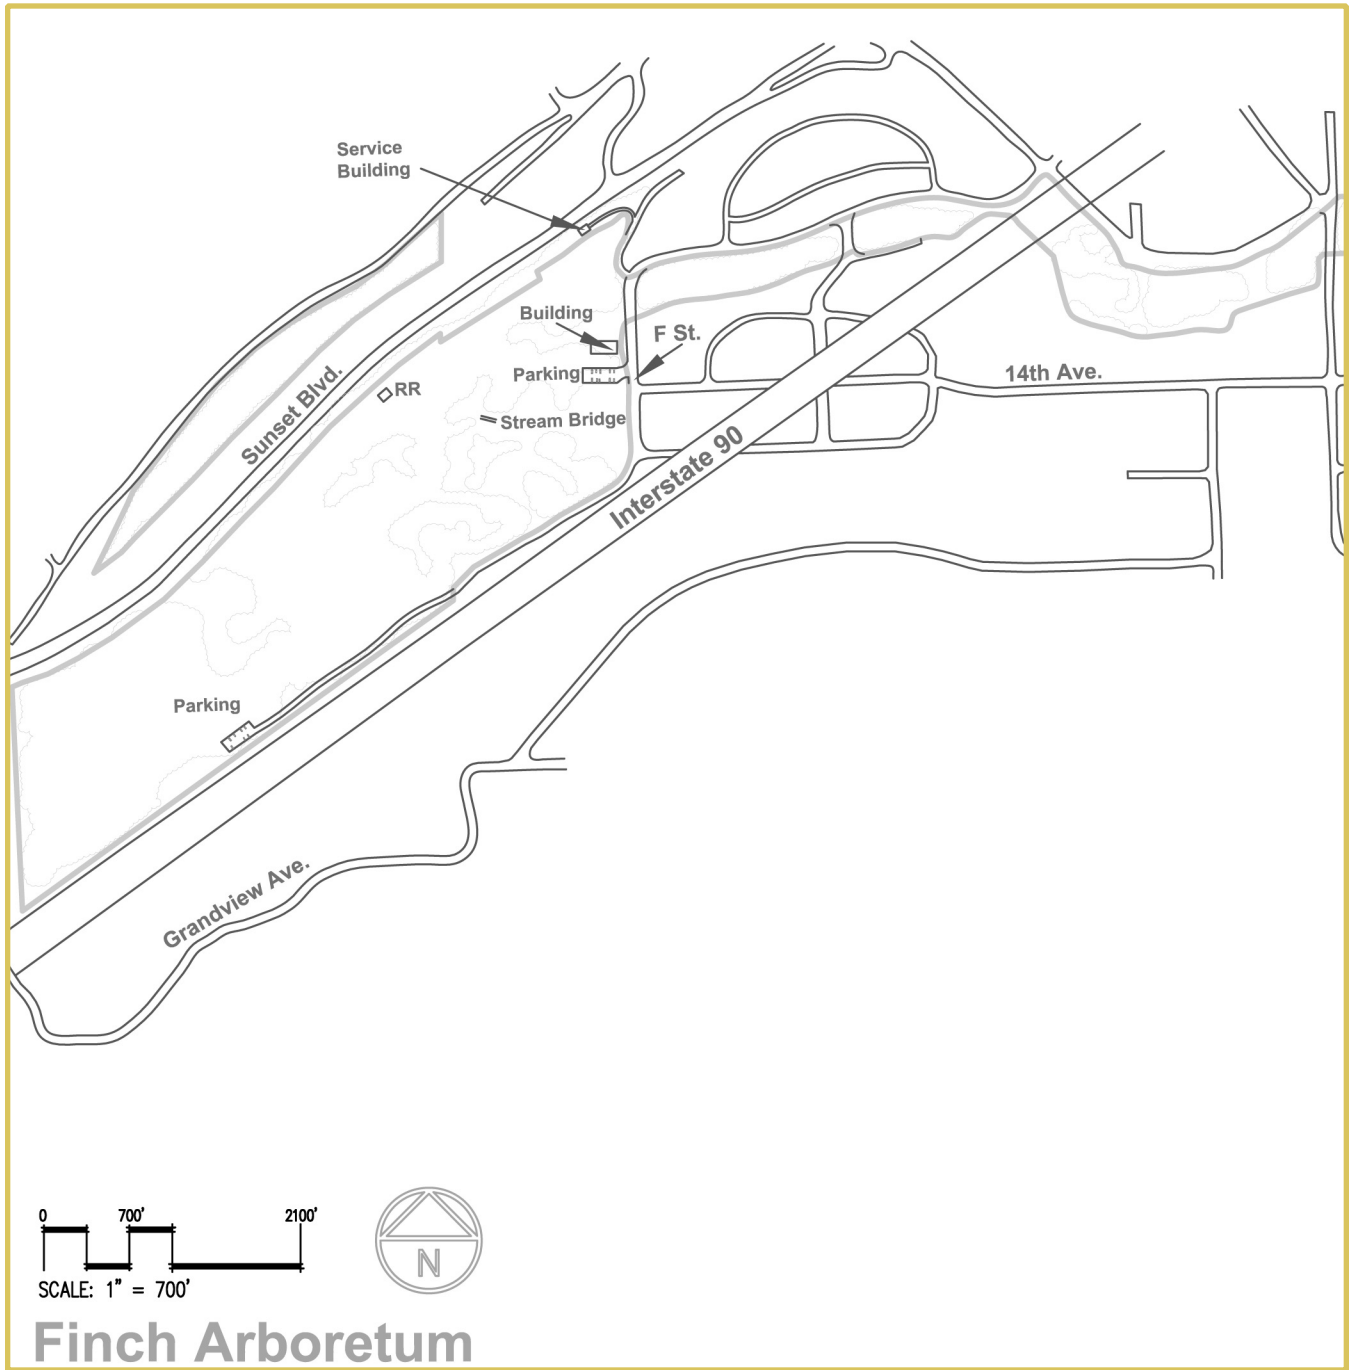 Service
Building
Building
F St.
Parking
14th Ave.
RR
Sunset Blvd.
Stream Bridge
Interstate 90
Parking
Grandview Ave.
0 700' 2100'
SCALE: 1" = 700'
N
Finch Arboretum